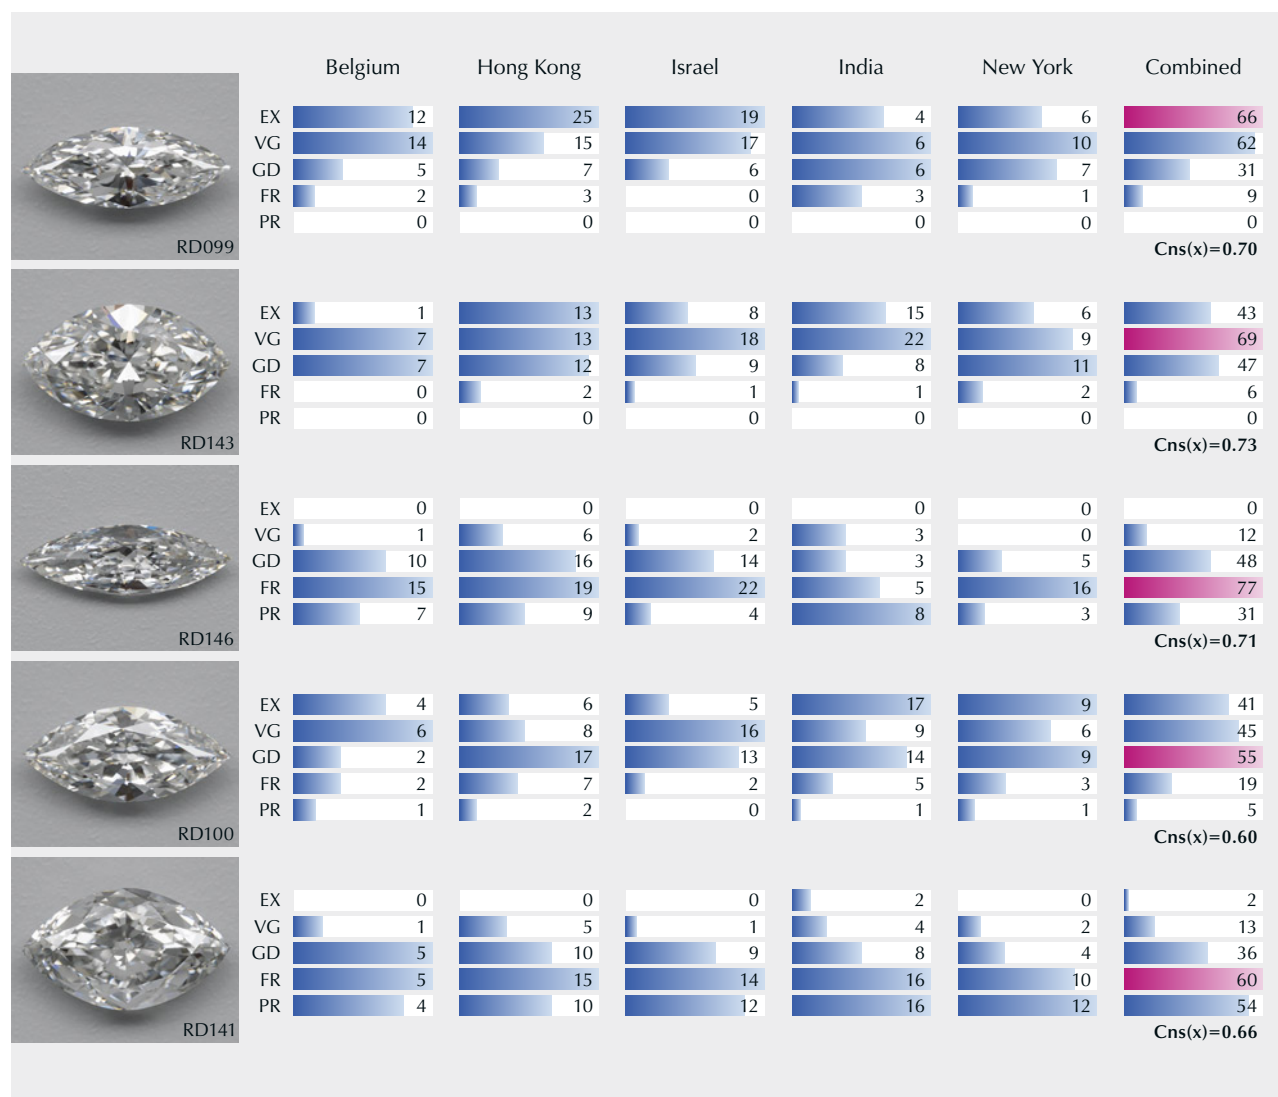 Belgium Hong Kong Israel India New York Combined
EX 12 25 19 4 6 66
VG 14 15 17 6 10 62
GD 5 7 6 6 7 31
FR 2 3 0 3 1 9
PR 0 0 0 0 0 0
RD099 Cns(x)=0.70
EX 1 13 8 15 6 43
VG 7 13 18 22 9 69
GD 7 12 9 8 11 47
FR 0 2 1 1 2 6
PR 0 0 0 0 0 0
RD143 Cns(x)=0.73
EX 0 0 0 0 0 0
VG 1 6 2 3 0 12
GD 10 16 14 3 5 48
FR 15 19 22 5 16 77
PR 7 9 4 8 3 31
RD146 Cns(x)=0.71
EX 4 6 5 17 9 41
VG 6 8 16 9 6 45
GD 2 17 13 14 9 55
FR 2 7 2 5 3 19
PR 1 2 0 1 1 5
RD100 Cns(x)=0.60
EX 0 0 0 2 0 2
VG 1 5 1 4 2 13
GD 5 10 9 8 4 36
FR 5 15 14 16 10 60
PR 4 10 12 16 12 54
RD141 Cns(x)=0.66